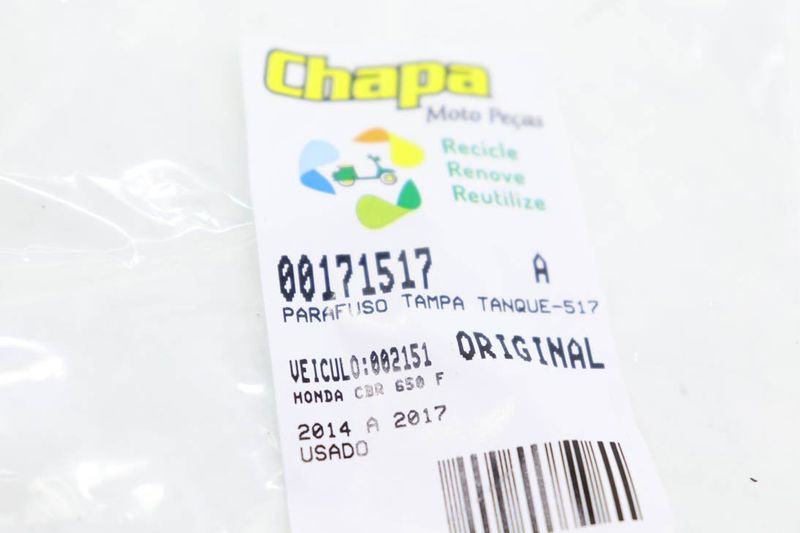 Chapa
Moto Peças
Recicle
Renove
Reutilize
00171517 A
PARAFUSO TAMPA TANQUE-517
VEICULO:002151 ORIGINAL
HONDA CBR 650 F
2014 A 2017
USADO